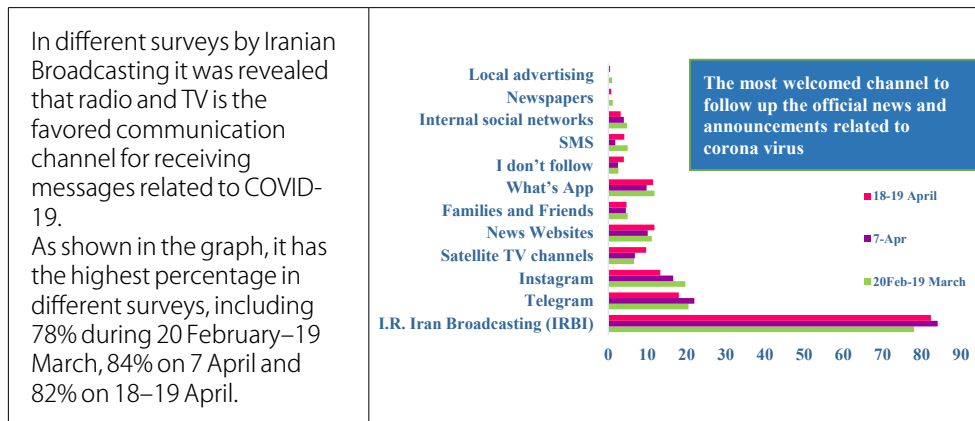 In different surveys by Iranian
Broadcasting it was revealed
that radio and TV is the
favored communication
channel for receiving
messages related to COVID-
19.
As shown in the graph, it has
the highest percentage in
different surveys, including
78% during 20 February–19
March, 84% on 7 April and
82% on 18–19 April.
The most welcomed channel to
follow up the official news and
announcements related to
corona virus
Local advertising
Newspapers
Internal social networks
SMS
I don't follow
What's App
Families and Friends
News Websites
Satellite TV channels
Instagram
Telegram
I.R. Iran Broadcasting (IRBI)
18-19 April
7-Apr
20Feb-19 March
0 10 20 30 40 50 60 70 80 90